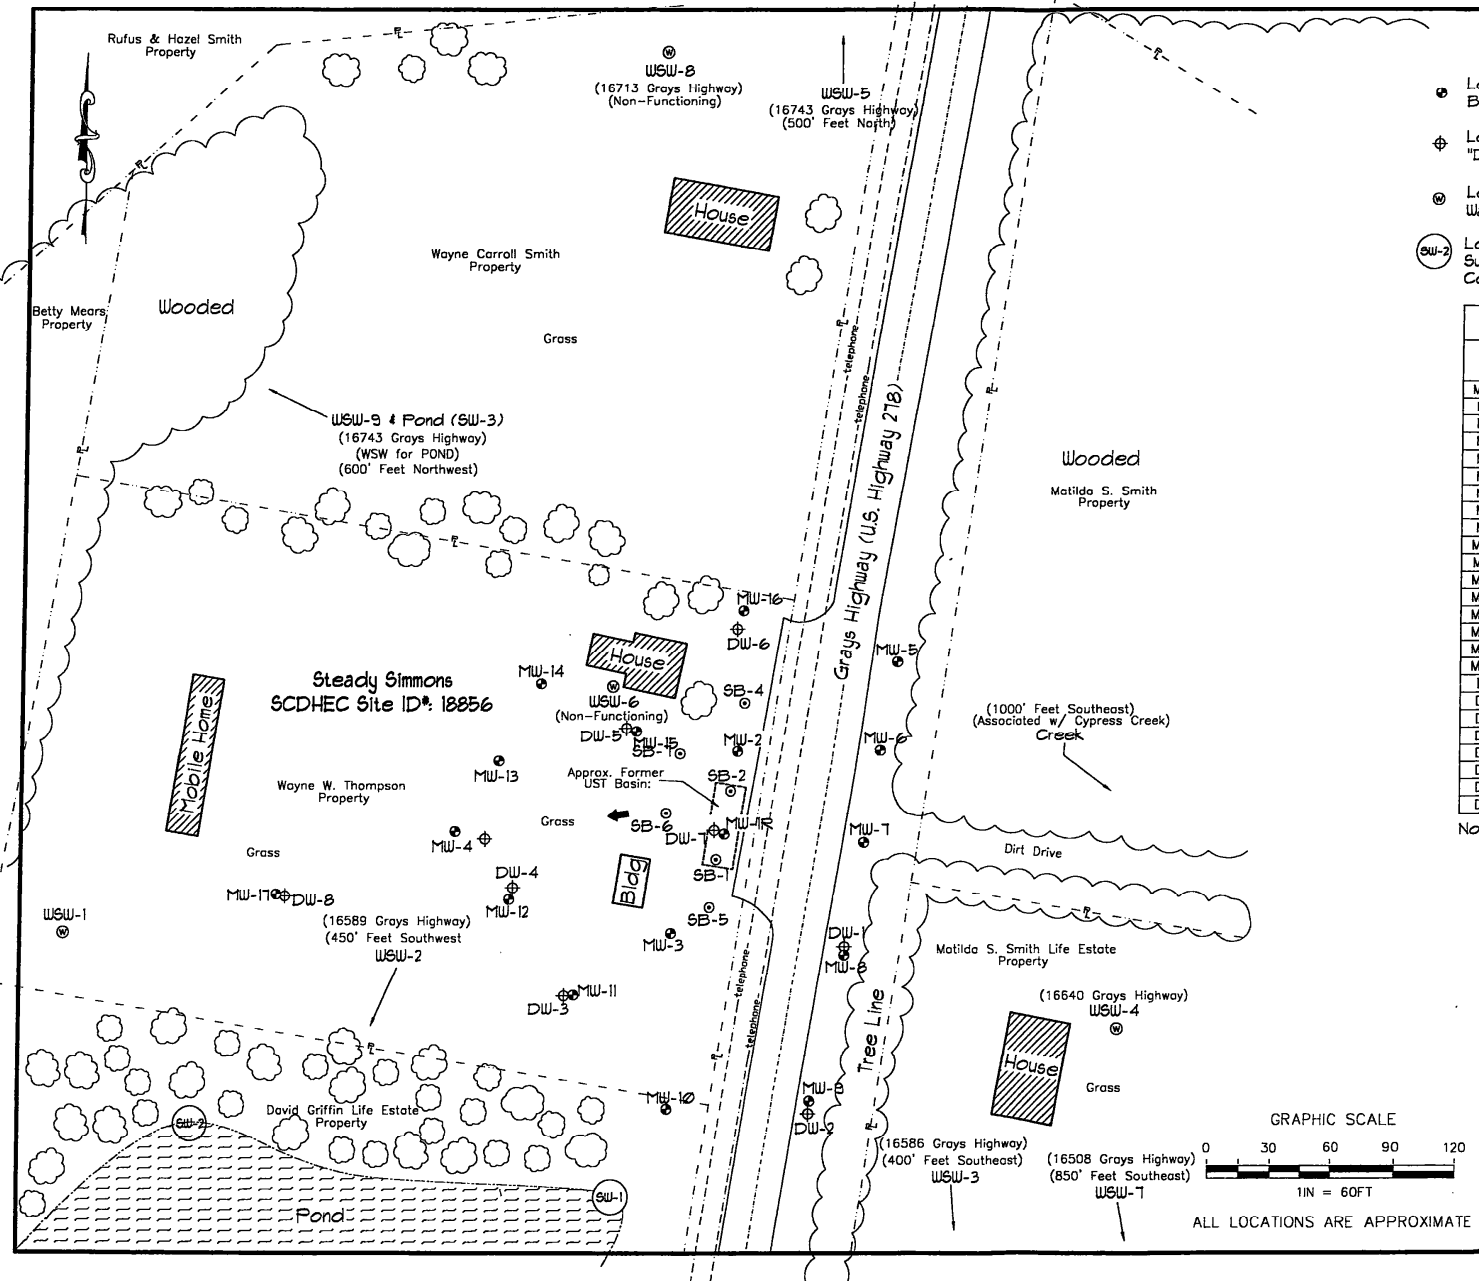 Rufus & Hazel Smith
Property
WSW-8
(16713 Grays Highway)
(Non-Functioning)
WSW-5
(16743 Grays Highway)
(500' Feet North)
House
Wayne Carroll Smith
Property
Betty Mears
Property
Wooded
Grass
telephone
telephone
Grays Highway (U.S. Highway 278)
WSW-9 & Pond (SW-3)
(16743 Grays Highway)
(WSW for POND)
(600' Feet Northwest)
Wooded
Matilda S. Smith
Property
MW-16
DW-6
House
MW-5
MW-14
Steady Simmons
SCDHEC Site ID#: 18856
SB-4
WSW-6
(Non-Functioning)
DW-5
MW-15
SB-7
MW-2
MW-6
(1000' Feet Southeast)
(Associated w/ Cypress Creek)
Creek
Mobile Home
MW-13
Approx. Former
UST Basin:
SB-2
Wayne W. Thompson
Property
Grass
SB-6
DW-7
MW-1R
MW-7
MW-4
Grass
Dirt Drive
Bldg
SB-1
DW-4
MW-17
DW-8
MW-12
SB-5
WSW-1
(16589 Grays Highway)
(450' Feet Southwest
WSW-2
MW-3
DW-1
MW-8
Matilda S. Smith Life Estate
Property
telephone
telephone
DW-3
MW-11
(16640 Grays Highway)
WSW-4
Tree Line
House
Grass
MW-10
DW-2
David Griffin Life Estate
Property
SW-2
SW-1
Pond
(16586 Grays Highway)
(400' Feet Southeast)
WSW-3
(16508 Grays Highway)
(850' Feet Southeast)
WSW-7
GRAPHIC SCALE
0 30 60 90 120
1IN = 60FT
ALL LOCATIONS ARE APPROXIMATE
SW-2